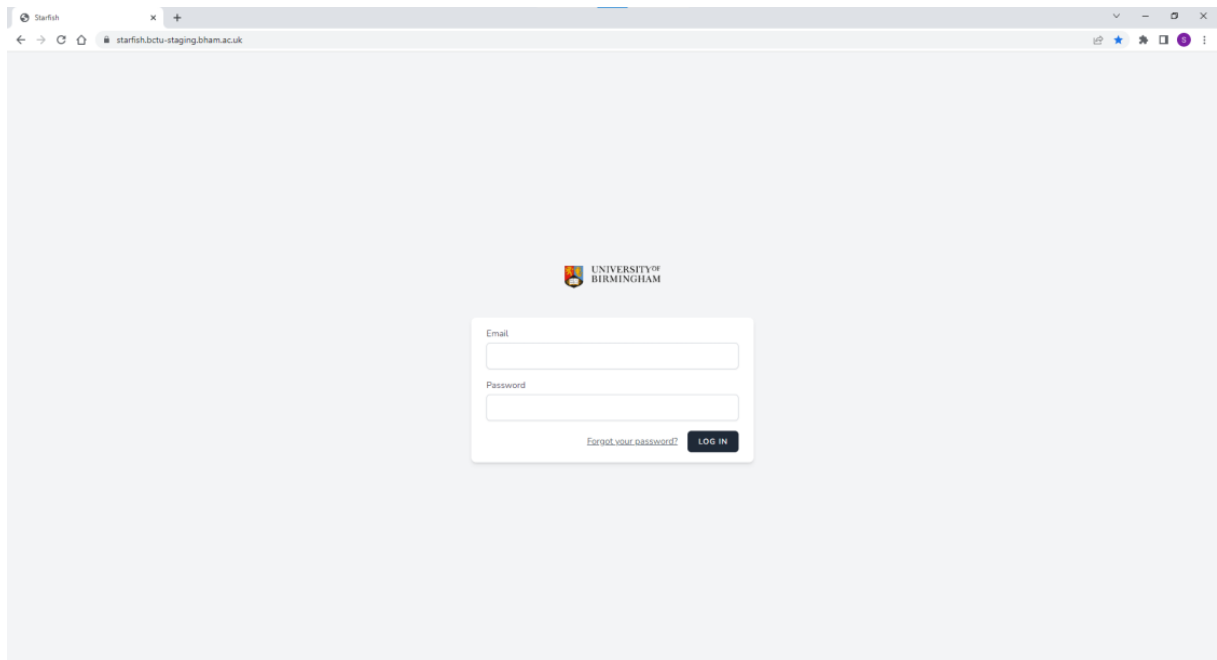 Starfish
starfish.bctu-staging.bham.ac.uk
S
UNIVERSITY OF
BIRMINGHAM
Email
Password
Forgot your password? LOG IN